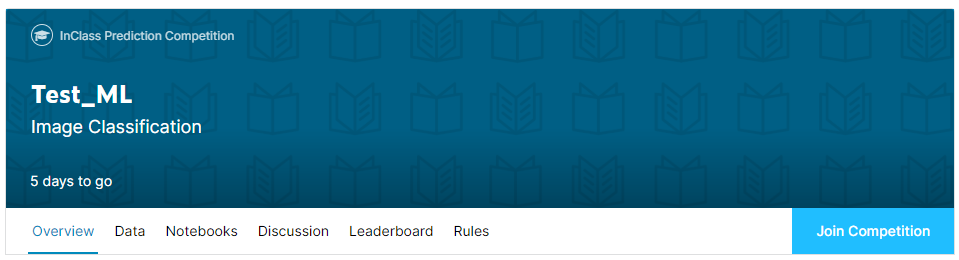 InClass Prediction Competition
Test_ML
Image Classification
5 days to go
Overview Data Notebooks Discussion Leaderboard Rules Join Competition